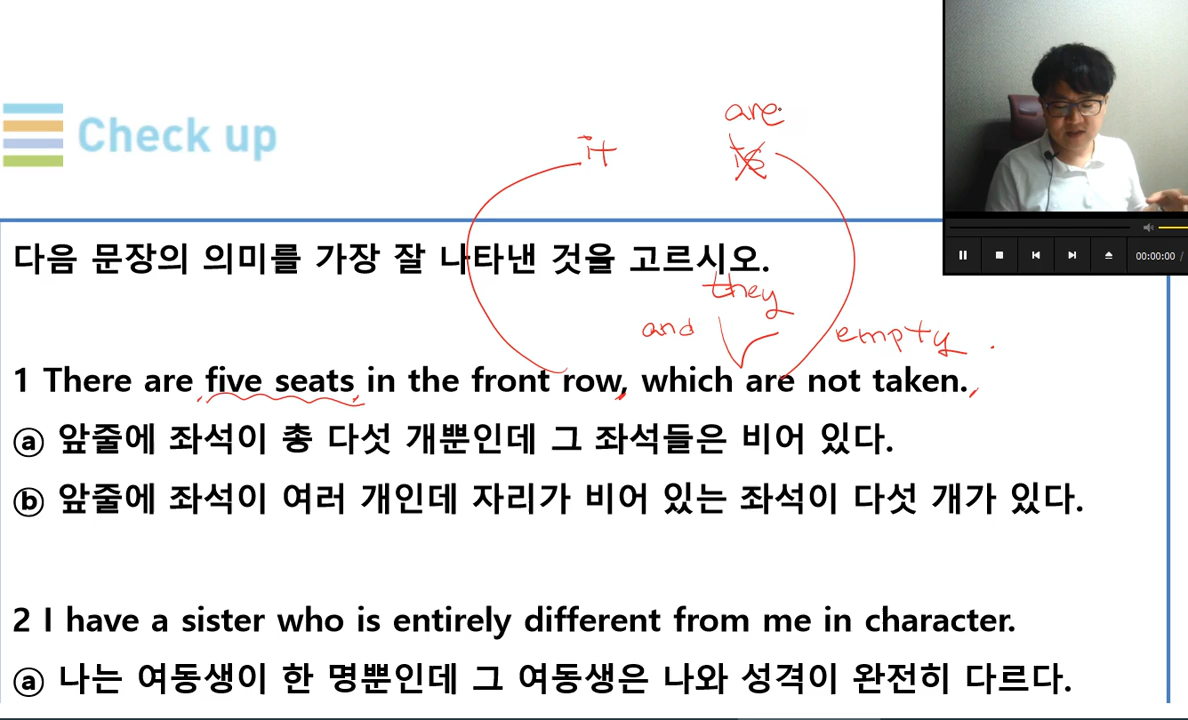 Check up
are
it is
다음 문장의 의미를 가장 잘 나타낸 것을 고르시오.
they
and empty.
1 There are five seats in the front row, which are not taken.
ⓐ 앞줄에 좌석이 총 다섯 개뿐인데 그 좌석들은 비어 있다.
ⓑ 앞줄에 좌석이 여러 개인데 자리가 비어 있는 좌석이 다섯 개가 있다.
2 I have a sister who is entirely different from me in character.
ⓐ 나는 여동생이 한 명뿐인데 그 여동생은 나와 성격이 완전히 다르다.
00:00:00 /